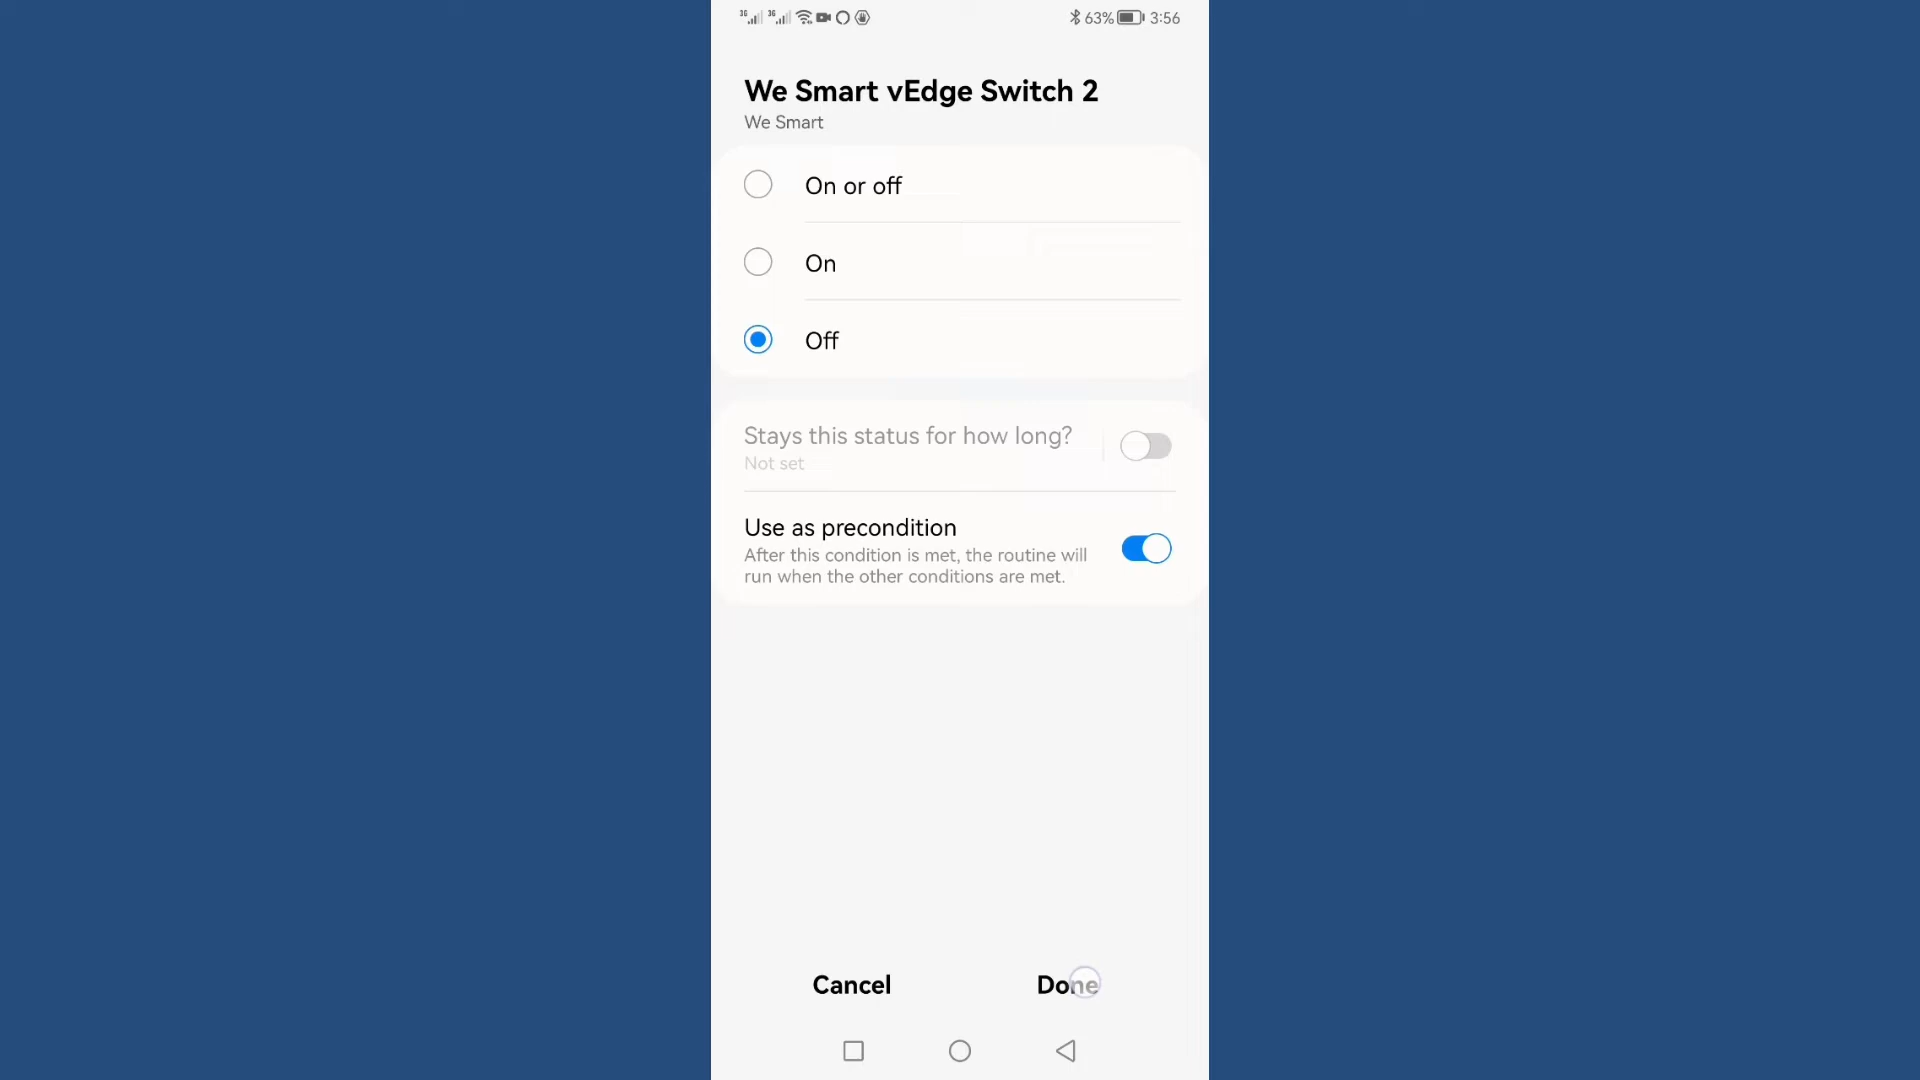 3G 3G 63% 3:56
We Smart vEdge Switch 2
We Smart
On or off
On
Off
Stays this status for how long?
Not set
Use as precondition
After this condition is met, the routine will
run when the other conditions are met.
Cancel Done